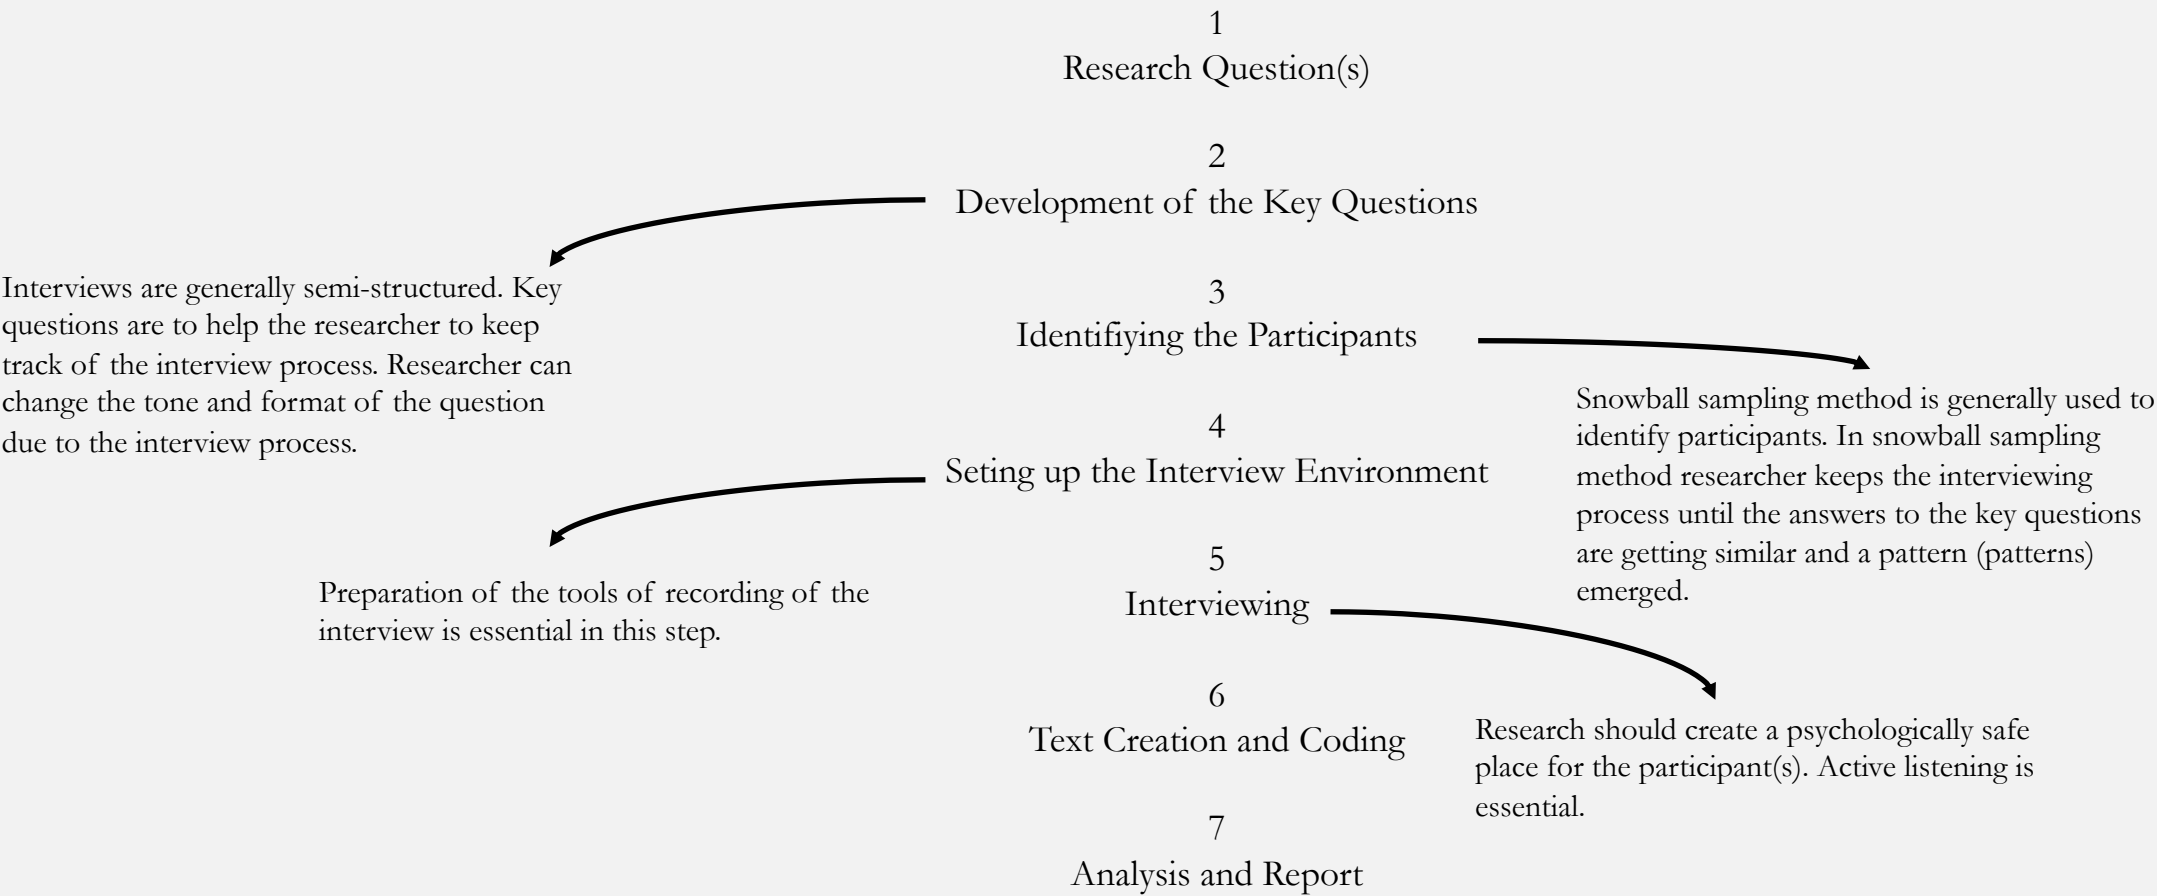 1
Research Question(s)
2
Development of the Key Questions
Interviews are generally semi-structured. Key
questions are to help the researcher to keep
track of the interview process. Researcher can
change the tone and format of the question
due to the interview process.
3
Identifiying the Participants
Snowball sampling method is generally used to
identify participants. In snowball sampling
method researcher keeps the interviewing
process until the answers to the key questions
are getting similar and a pattern (patterns)
emerged.
4
Seting up the Interview Environment
Preparation of the tools of recording of the
interview is essential in this step.
5
Interviewing
Research should create a psychologically safe
place for the participant(s). Active listening is
essential.
6
Text Creation and Coding
7
Analysis and Report